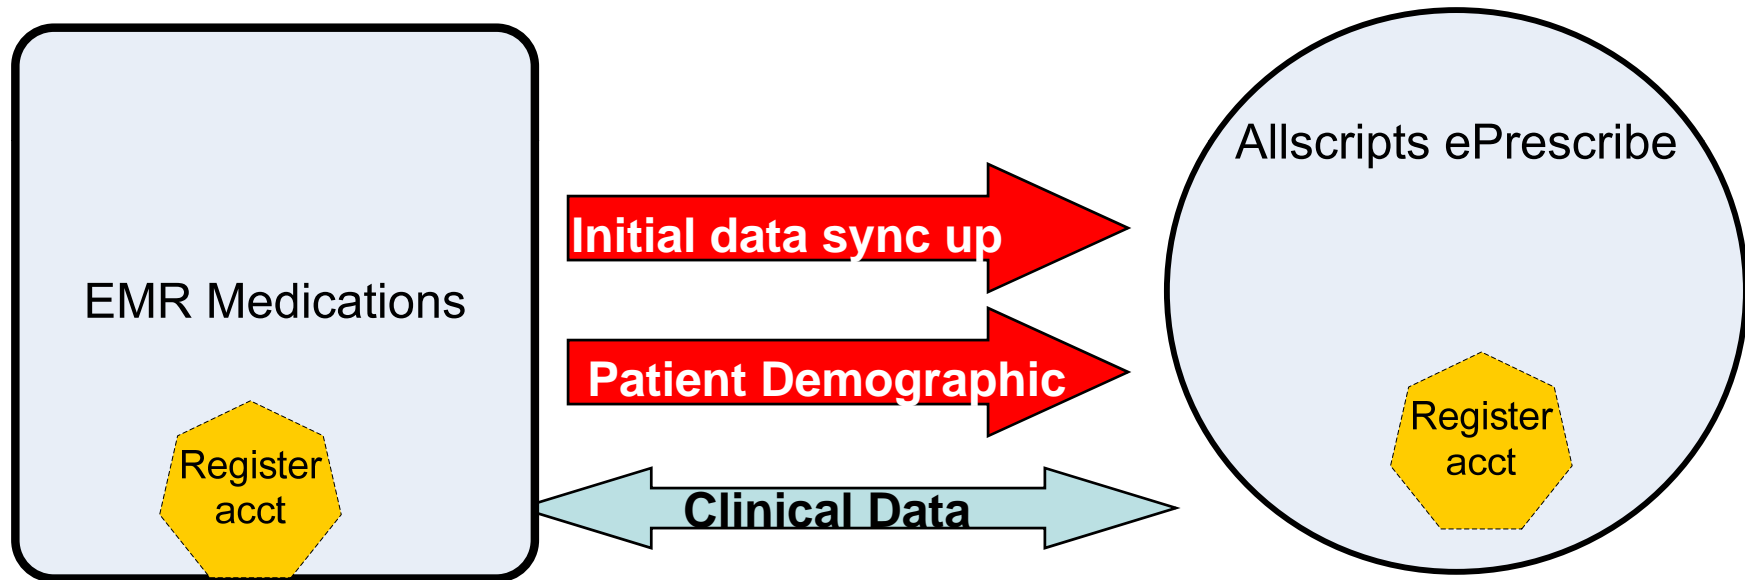 Allscripts ePrescribe
Initial data sync up
EMR Medications
Patient Demographic
Register
acct
Register
acct
Clinical Data